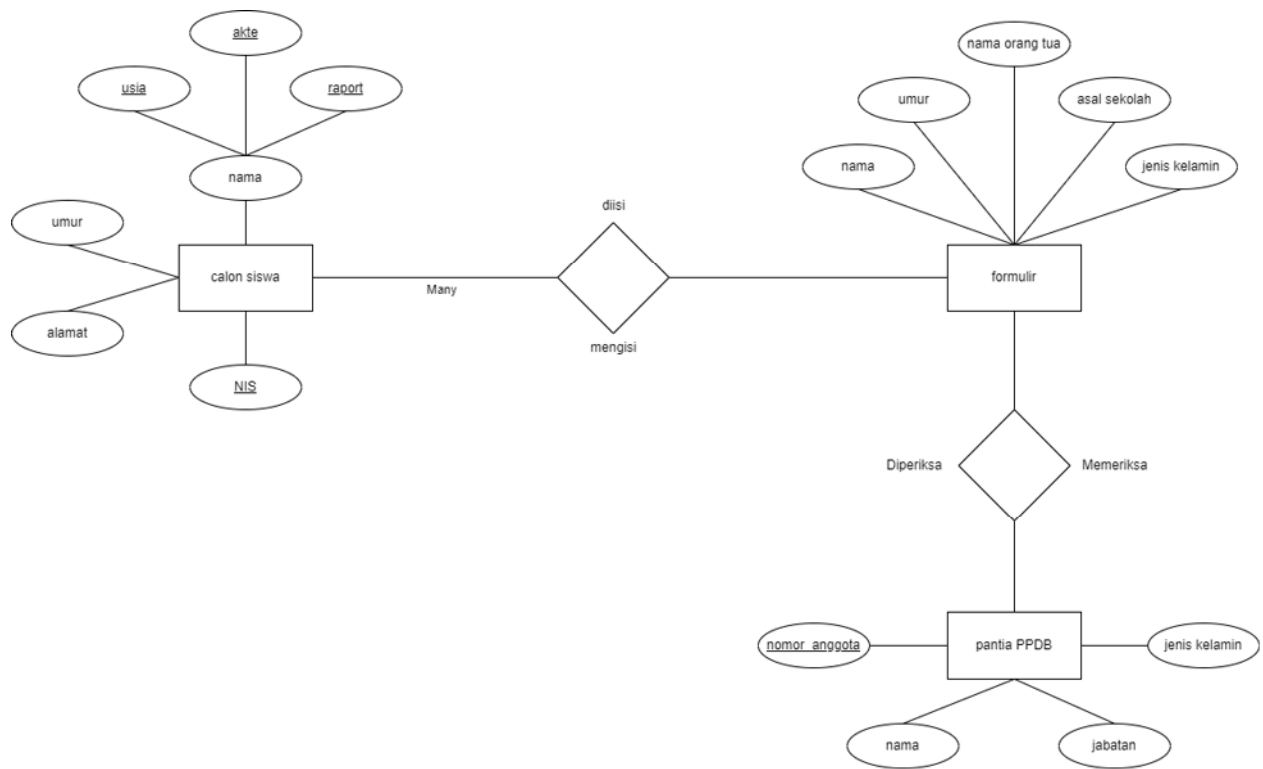 akte
usia
raport
nama
umur
calon siswa
alamat
NIS
Many
diisi
mengisi
nama orang tua
umur
asal sekolah
nama
jenis kelamin
formulir
Diperiksa
Memeriksa
nomor_anggota
pantia PPDB
jenis kelamin
nama
jabatan